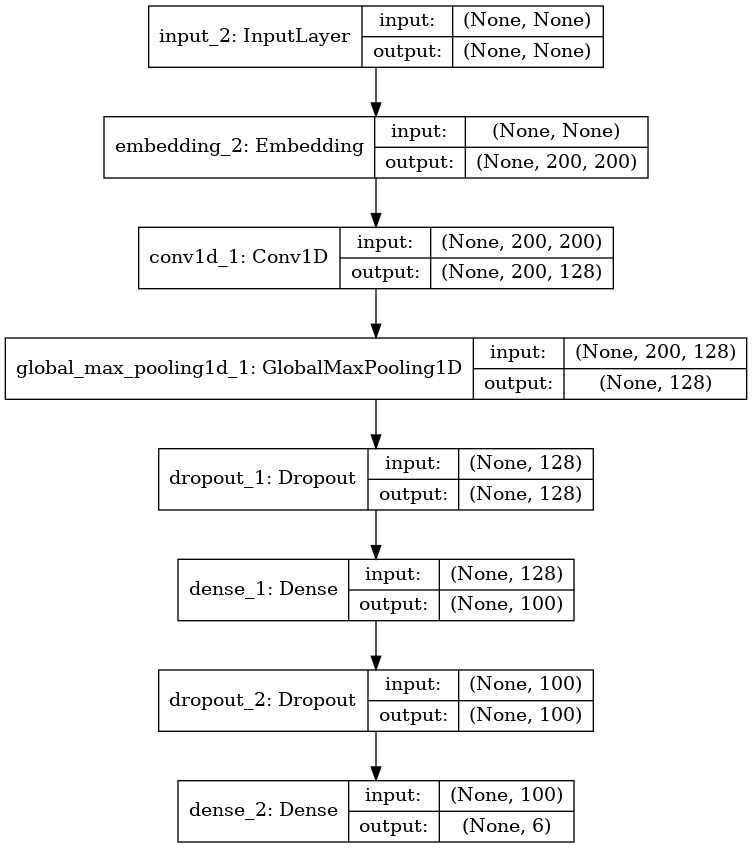 input_2: InputLayer
input:
(None, None)
output:
(None, None)
embedding_2: Embedding
input:
(None, None)
output:
(None, 200, 200)
conv1d_1: Conv1D
input:
(None, 200, 200)
output:
(None, 200, 128)
global_max_pooling1d_1: GlobalMaxPooling1D
input:
(None, 200, 128)
output:
(None, 128)
dropout_1: Dropout
input:
(None, 128)
output:
(None, 128)
dense_1: Dense
input:
(None, 128)
output:
(None, 100)
dropout_2: Dropout
input:
(None, 100)
output:
(None, 100)
dense_2: Dense
input:
(None, 100)
output:
(None, 6)